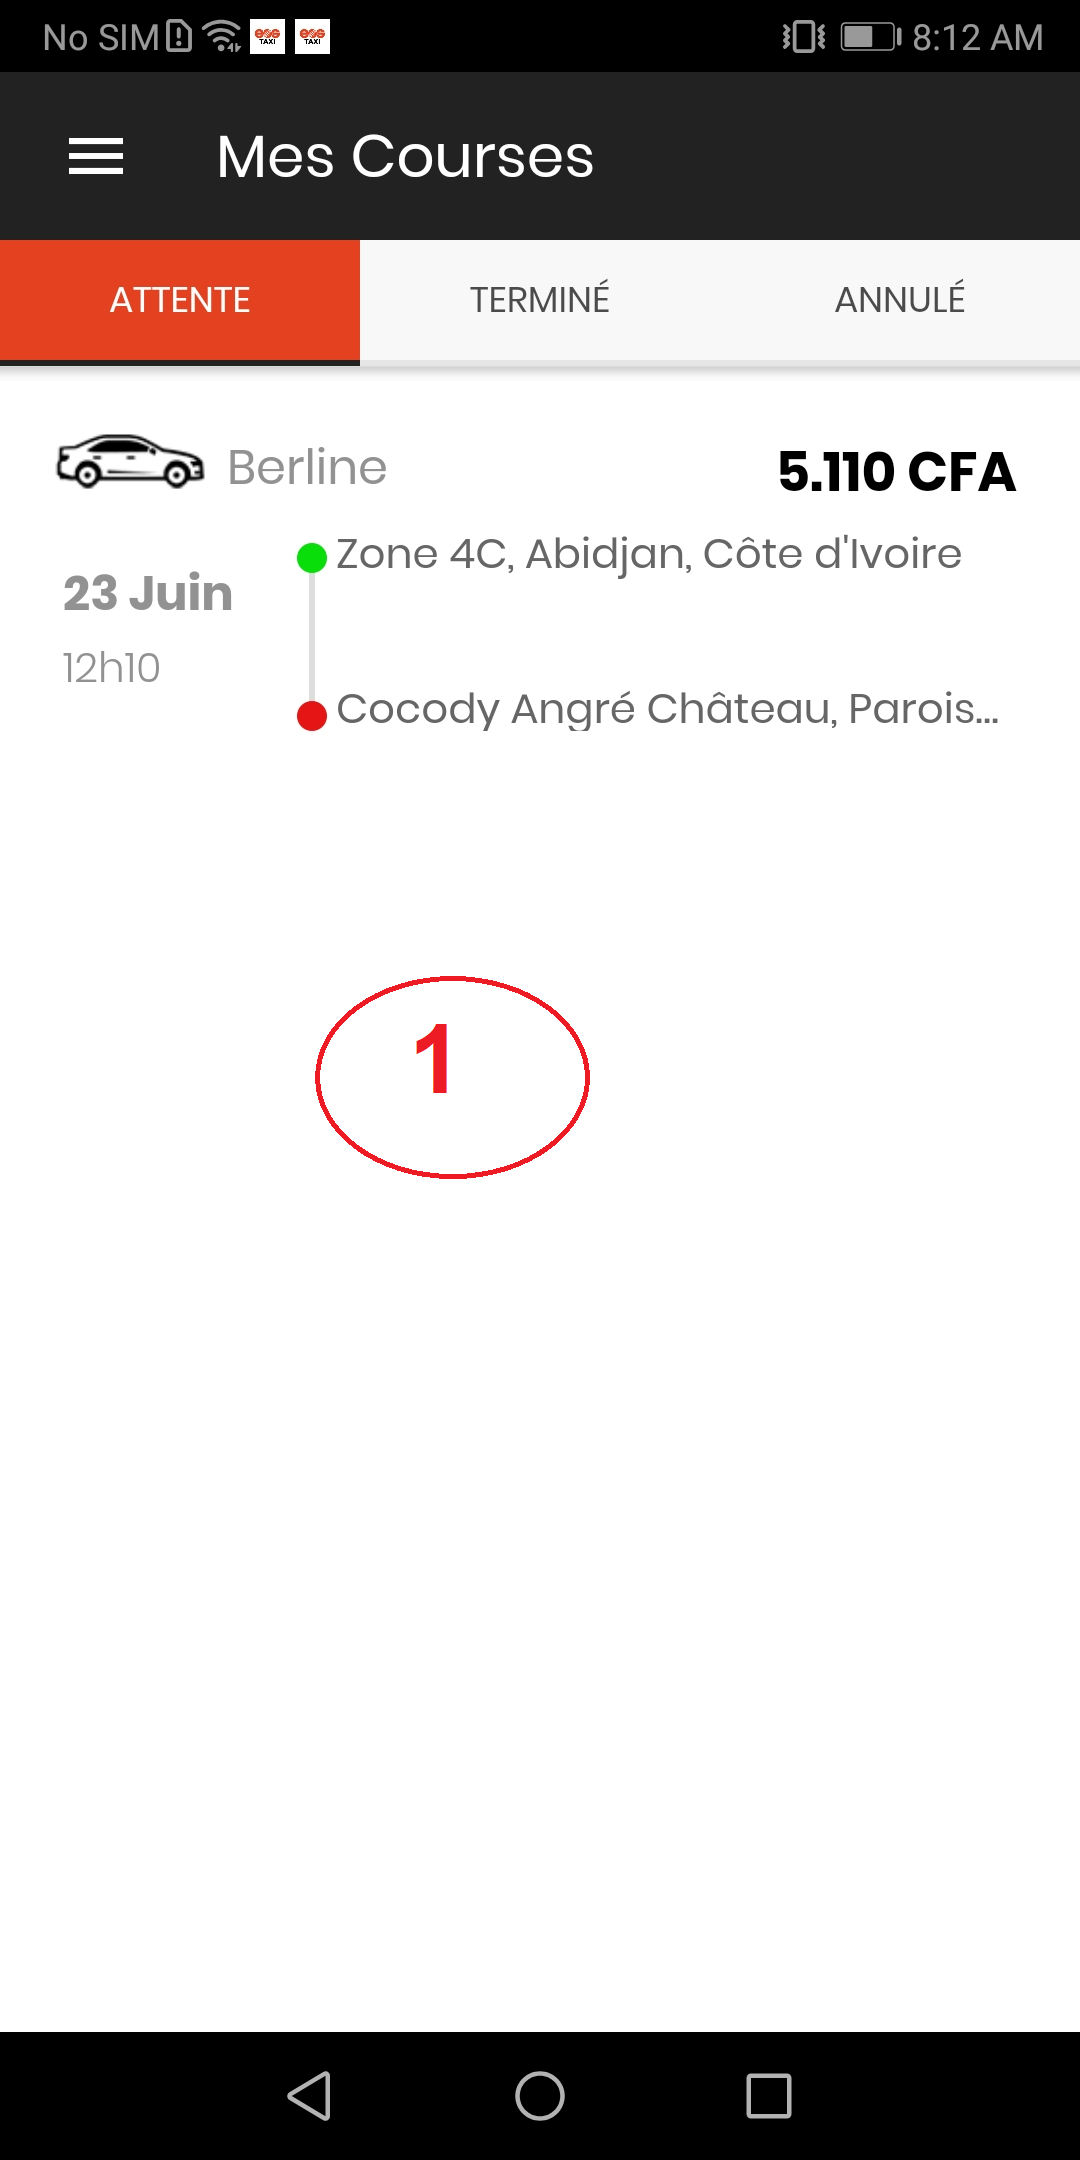 No SIM 8:12 AM
Mes Courses
ATTENTE TERMINÉ ANNULÉ
Berline 5.110 CFA
Zone 4C, Abidjan, Côte d'Ivoire
23 Juin
12h10
Cocody Angré Château, Parois...
1